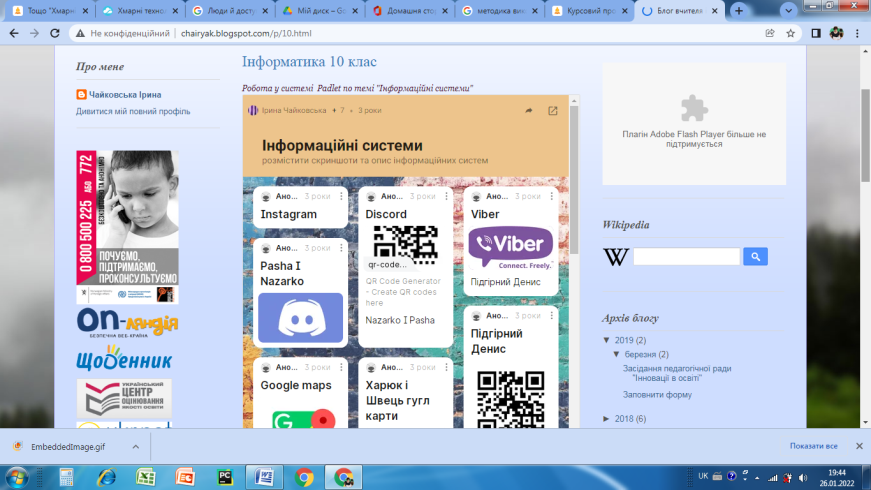 Тощо "Хмарн
Хмарні технол
Люди й досту
Мій диск – Go
Домашня сто
методика вик
Курсовий про
Блог вчителя
Не конфіденційний
chairyak.blogspot.com/p/10.html
Про мене
Чайковська Ірина
Дивитися мій повний профіль
0 800 500 225 АБО 772
БЕЗКОШТОВНО ТА АНОНІМНО
ПОЧУЄМО,
ПІДТРИМАЄМО,
ПРОКОНСУЛЬТУЄМО
ОП-ляндія
БЕЗПЕЧНА ВЕБ-КРАЇНА
Щоденник
УКРАЇНСЬКИЙ
ЦЕНТР
ОЦІНЮВАННЯ
ЯКОСТІ ОСВІТИ
Інформатика 10 клас
Робота у системі Padlet по темі "Інформаційні системи"
Ірина Чайковська + 7 • 3 роки
Інформаційні системи
розмістити скриншоти та опис інформаційних систем
Ано... 3 роки
Instagram
Ано... 3 роки
Pasha I
Nazarko
Ано... 3 роки
Google maps
Ано... 3 роки
Discord
qr-code...
QR Code Generator
- Create QR codes
here
Nazarko I Pasha
Ано... 3 роки
Харюк і
Швець гугл
карти
Ано... 3 роки
Viber
Viber
Connect. Freely.
Підгірний Денис
Ано... 3 роки
Підгірний
Денис
Плагін Adobe Flash Player більше не
підтримується
Wikipedia
W
Архів блогу
▼ 2019 (2)
▼ березня (2)
Засідання педагогічної ради
"Інновації в освіті"
Заповнити форму
► 2018 (6)
EmbeddedImage.gif
Показати все
UK
19:44
26.01.2022